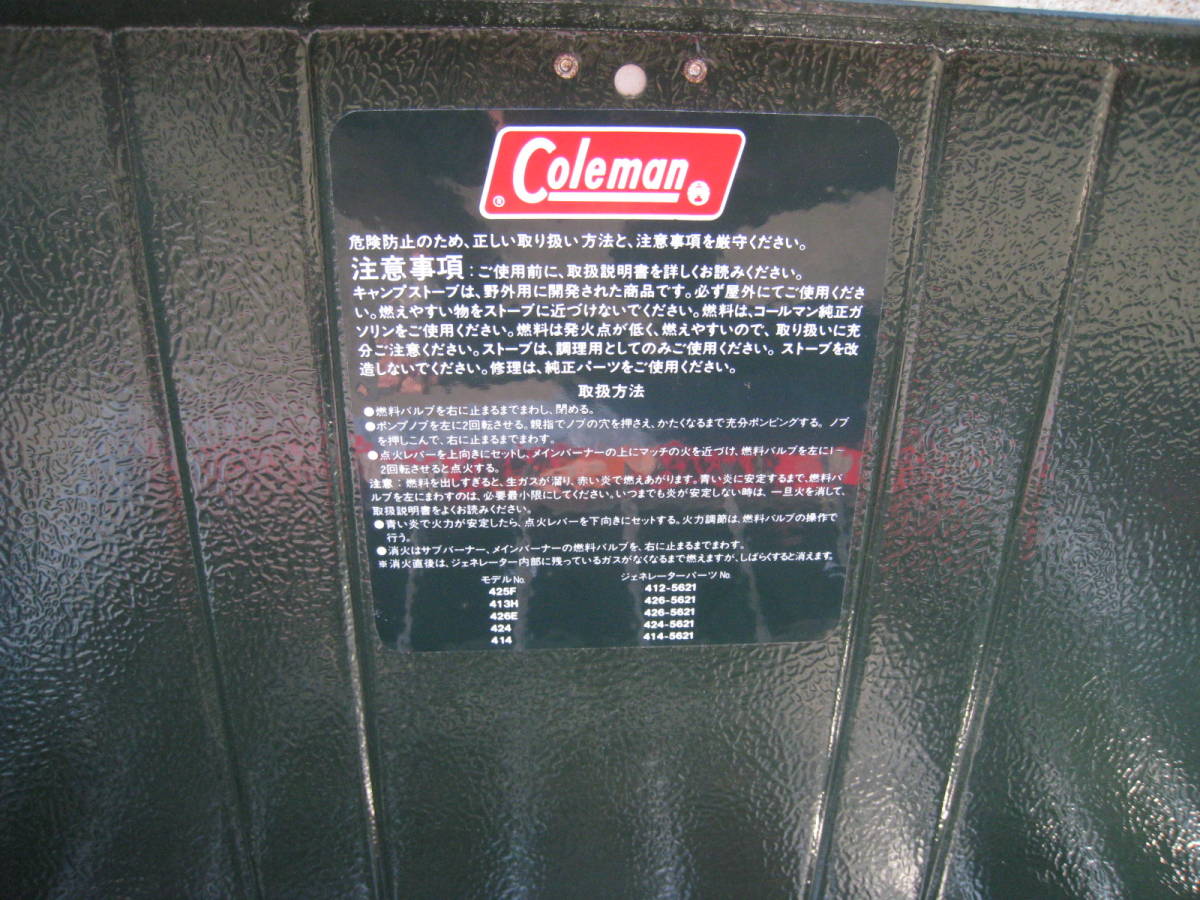 Coleman
®
危険防止のため、正しい取り扱い方法と、注意事項を厳守ください。
注意事項:ご使用前に、取扱説明書を詳しくお読みください。
キャンプストーブは、野外用に開発された商品です。必ず屋外にてご使用くださ
い。燃えやすい物をストーブに近づけないでください。燃料は、コールマン純正ガ
ソリンをご使用ください。燃料は発火点が低く、燃えやすいので、取り扱いに充
分ご注意ください。ストーブは、調理用としてのみご使用ください。ストーブを改
造しないでください。修理は、純正パーツをご使用ください。
取扱方法
●燃料バルブを右に止まるまでまわし、閉める。
●ポンプノブを左に2回転させる。親指でノブの穴を押さえ、かたくなるまで充分ポンピングする。ノブ
を押しこんで、右に止まるまでまわす。
●点火レバーを上向きにセットし、メインバーナーの上にマッチの火を近づけ、燃料バルブを左に1〜
2回転させると点火する。
注意:燃料を出しすぎると、生ガスが溜り、赤い炎で燃えあがります。青い炎に安定するまで、燃料バ
ルブを左にまわすのは、必要最小限にしてください。いつまでも炎が安定しない時は、一旦火を消して、
取扱説明書をよくお読みください。
●青い炎で火力が安定したら、点火レバーを下向きにセットする。火力調節は、燃料バルブの操作で
行う。
●消火はサブバーナー、メインバーナーの燃料バルブを、右に止まるまでまわす。
※消火直後は、ジェネレーター内部に残っているガスがなくなるまで燃えますが、しばらくすると消えます。
モデルNo. ジェネレーターパーツNo.
425F 412-5621
413H 426-5621
426E 426-5621
424 424-5621
414 414-5621